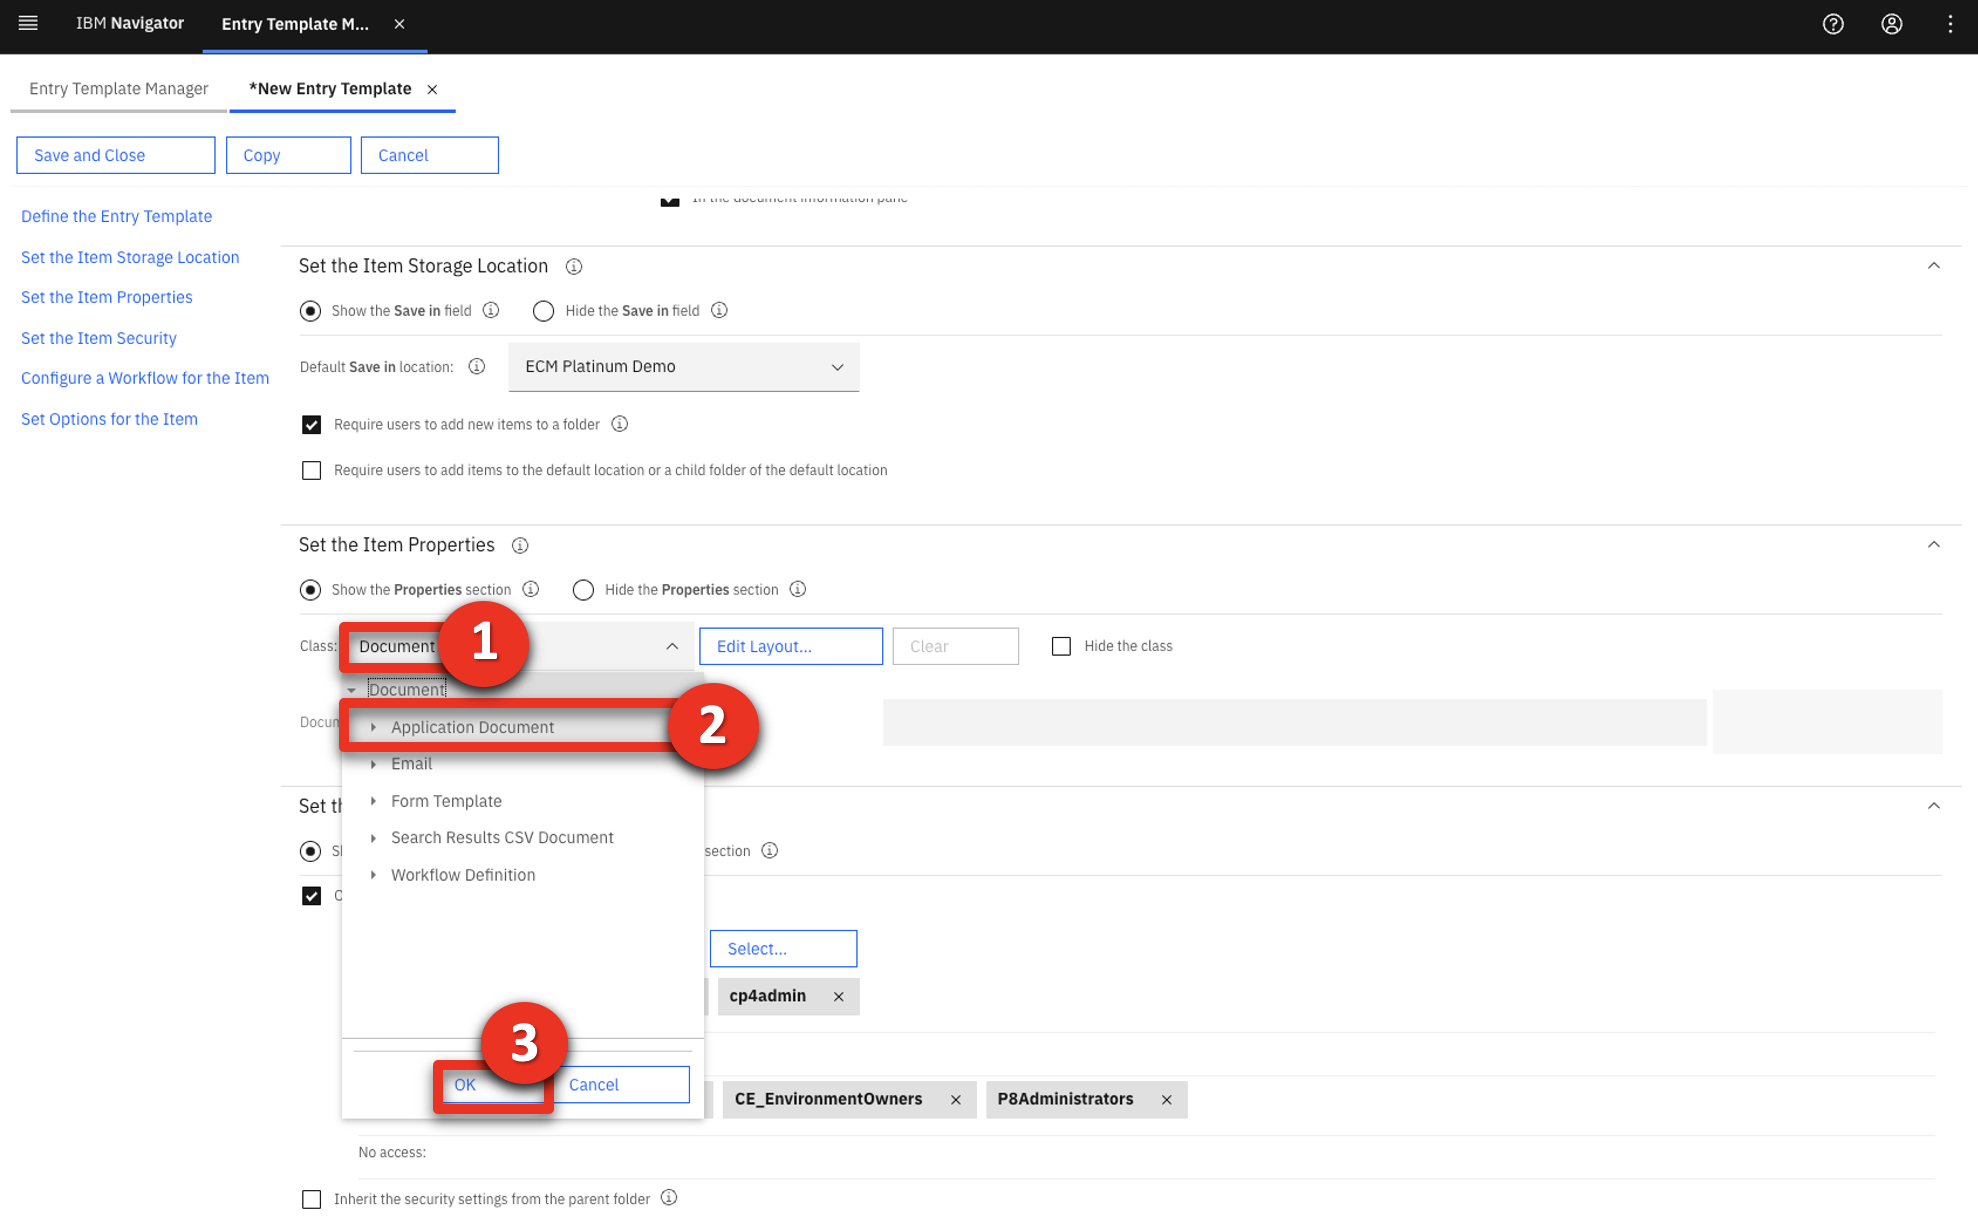 IBM Navigator
Entry Template M...
Entry Template Manager
*New Entry Template
Save and Close
Copy
Cancel
Define the Entry Template
Set the Item Storage Location
Set the Item Properties
Set the Item Security
Configure a Workflow for the Item
Set Options for the Item
In the document information pane
Set the Item Storage Location
Show the Save in field
Hide the Save in field
Default Save in location:
ECM Platinum Demo
Require users to add new items to a folder
Require users to add items to the default location or a child folder of the default location
Set the Item Properties
Show the Properties section
Hide the Properties section
Class:
Document
1
Edit Layout...
Clear
Hide the class
Document
Application Document
2
Email
Form Template
Search Results CSV Document
Workflow Definition
Set
section
Select...
cp4admin
3
OK
Cancel
CE_EnvironmentOwners
P8Administrators
No access:
Inherit the security settings from the parent folder